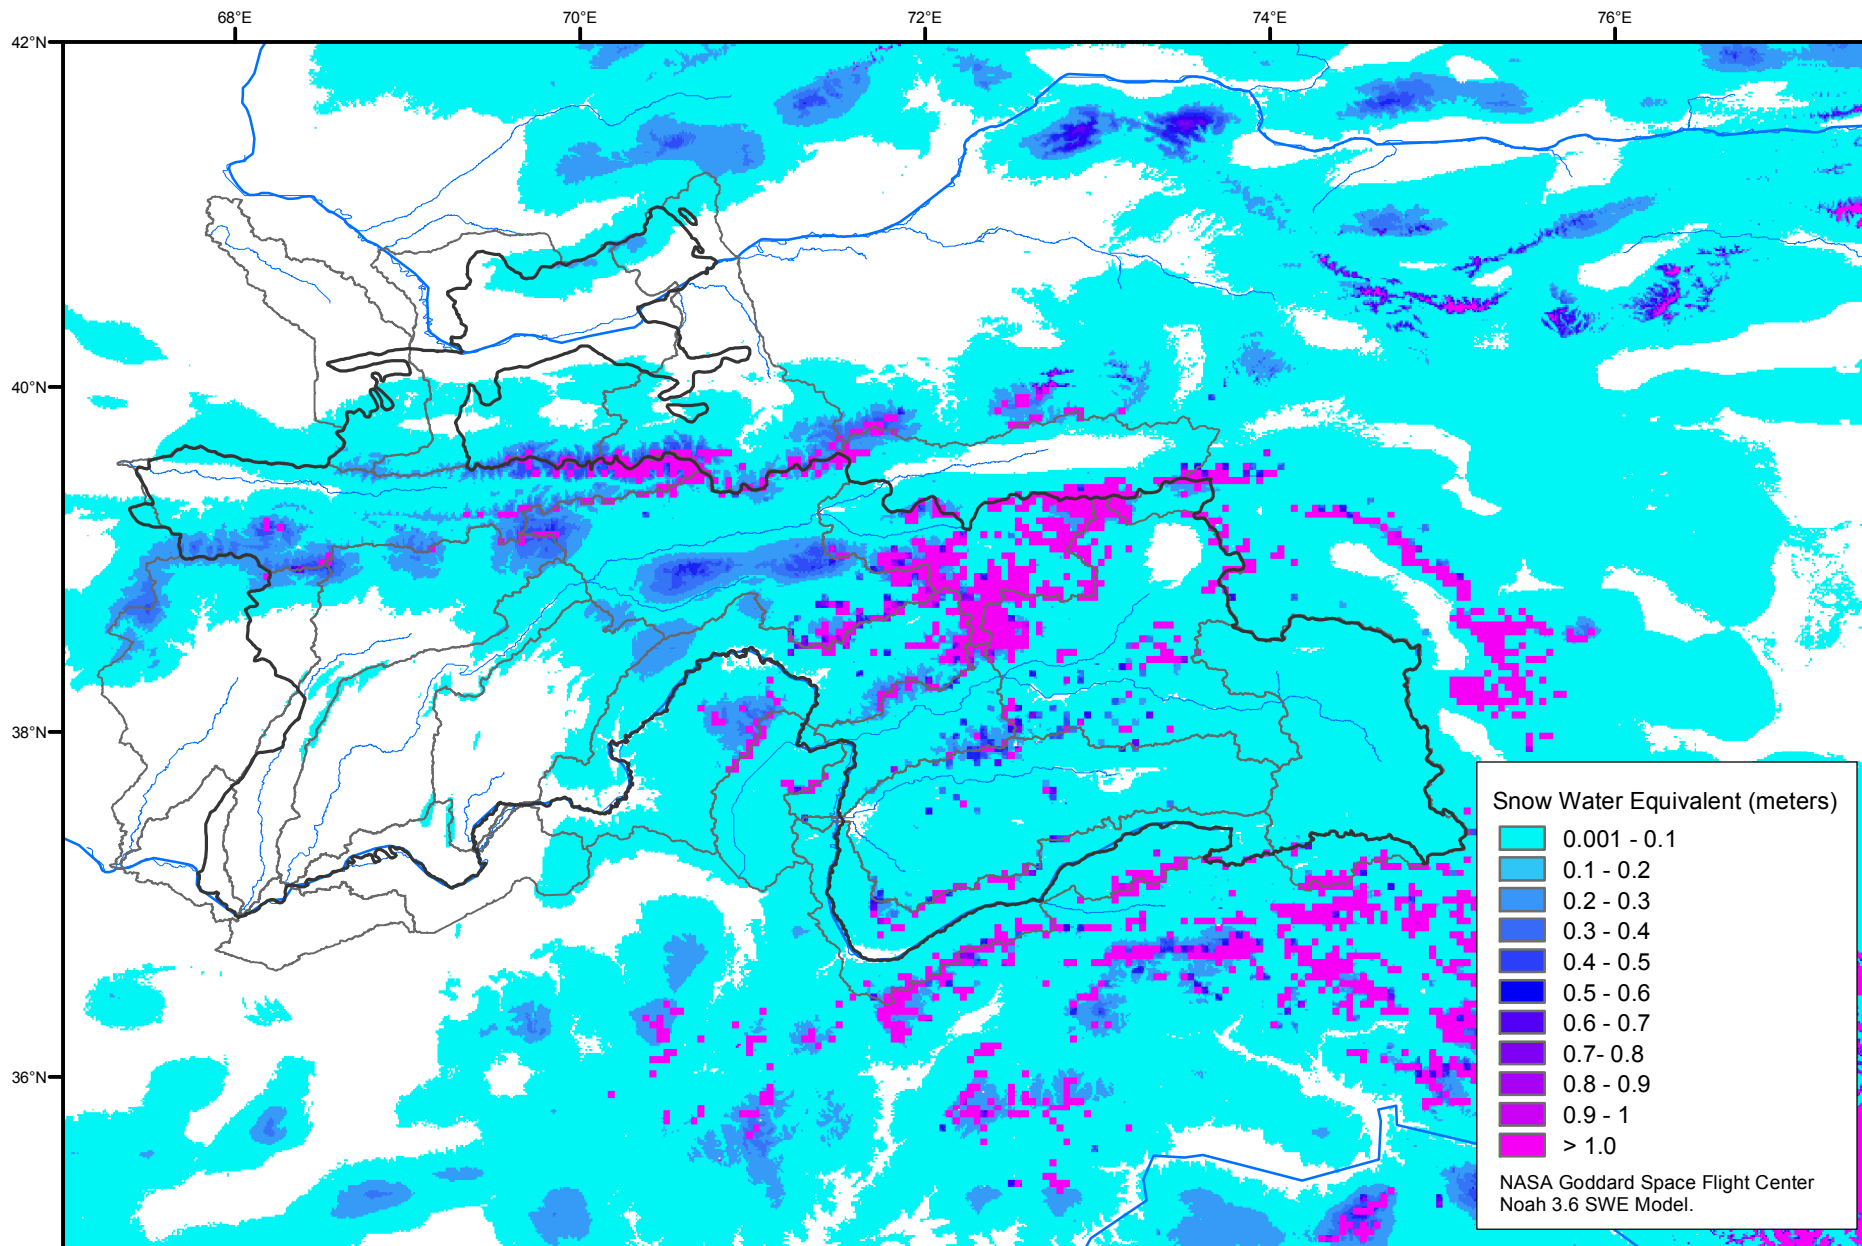 68°E
70°E
72°E
74°E
76°E
42°N
40°N
38°N
36°N
Snow Water Equivalent (meters)
0.001 - 0.1
0.1 - 0.2
0.2 - 0.3
0.3 - 0.4
0.4 - 0.5
0.5 - 0.6
0.6 - 0.7
0.7- 0.8
0.8 - 0.9
0.9 - 1
> 1.0
NASA Goddard Space Flight Center
Noah 3.6 SWE Model.